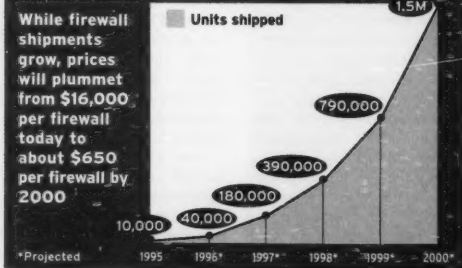 While firewall
shipments
grow, prices
will plummet
from $16,000
per firewall
today to
about $650
per firewall by
2000
Units shipped
1.5M
790,000
390,000
180,000
40,000
10,000
*Projected
1995 1996* 1997* 1998* 1999* 2000*